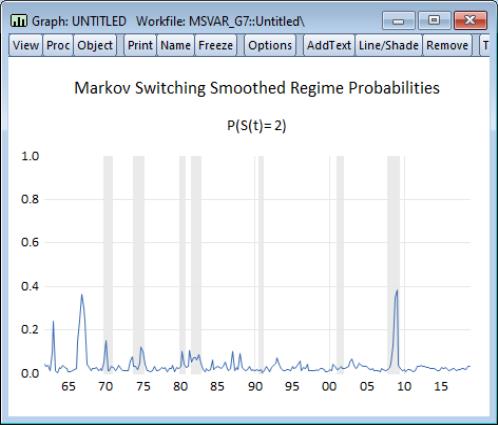 Graph: UNTITLED Workfile: MSVAR_G7::Untitled\
View Proc Object Print Name Freeze Options AddText Line/Shade Remove T
Markov Switching Smoothed Regime Probabilities
P(S(t)= 2)
1.0
0.8
0.6
0.4
0.2
0.0
65 70 75 80 85 90 95 00 05 10 15